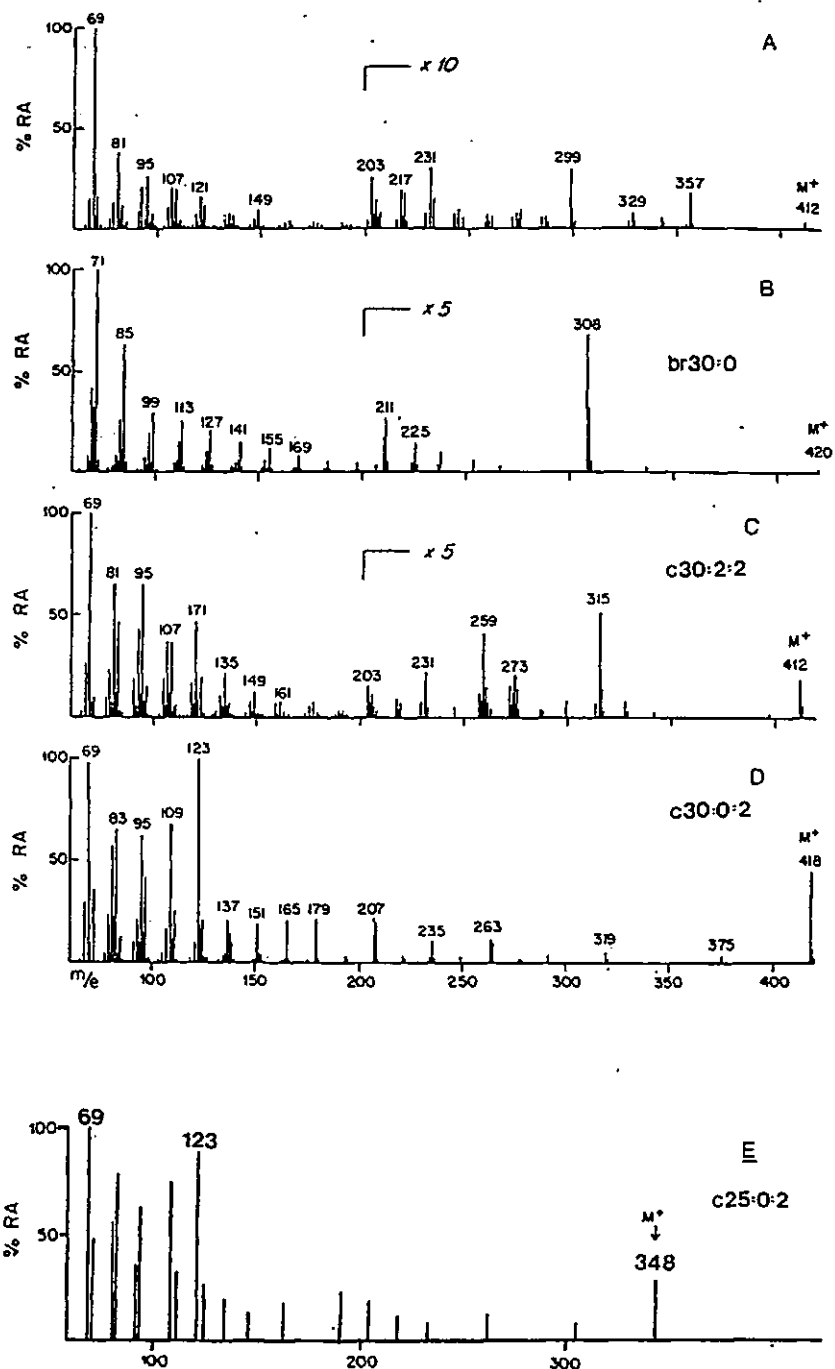 A
% RA
100
50
69
81
95
107
121
149
x 10
203
217
231
299
329
357
M+
412
B
% RA
100
50
71
85
99
113
127
141
155
169
x 5
211
225
308
br30:0
M+
420
C
% RA
100
50
69
81
95
107
171
135
149
161
x 5
203
231
259
273
315
c30:2:2
M+
412
D
% RA
100
50
69
83
95
109
123
137
151
165
179
207
235
263
319
375
c30:0:2
M+
418
m/e 100 150 200 250 300 350 400
E
% RA
100
50
69
123
c25:0:2
M+
348
100 200 300